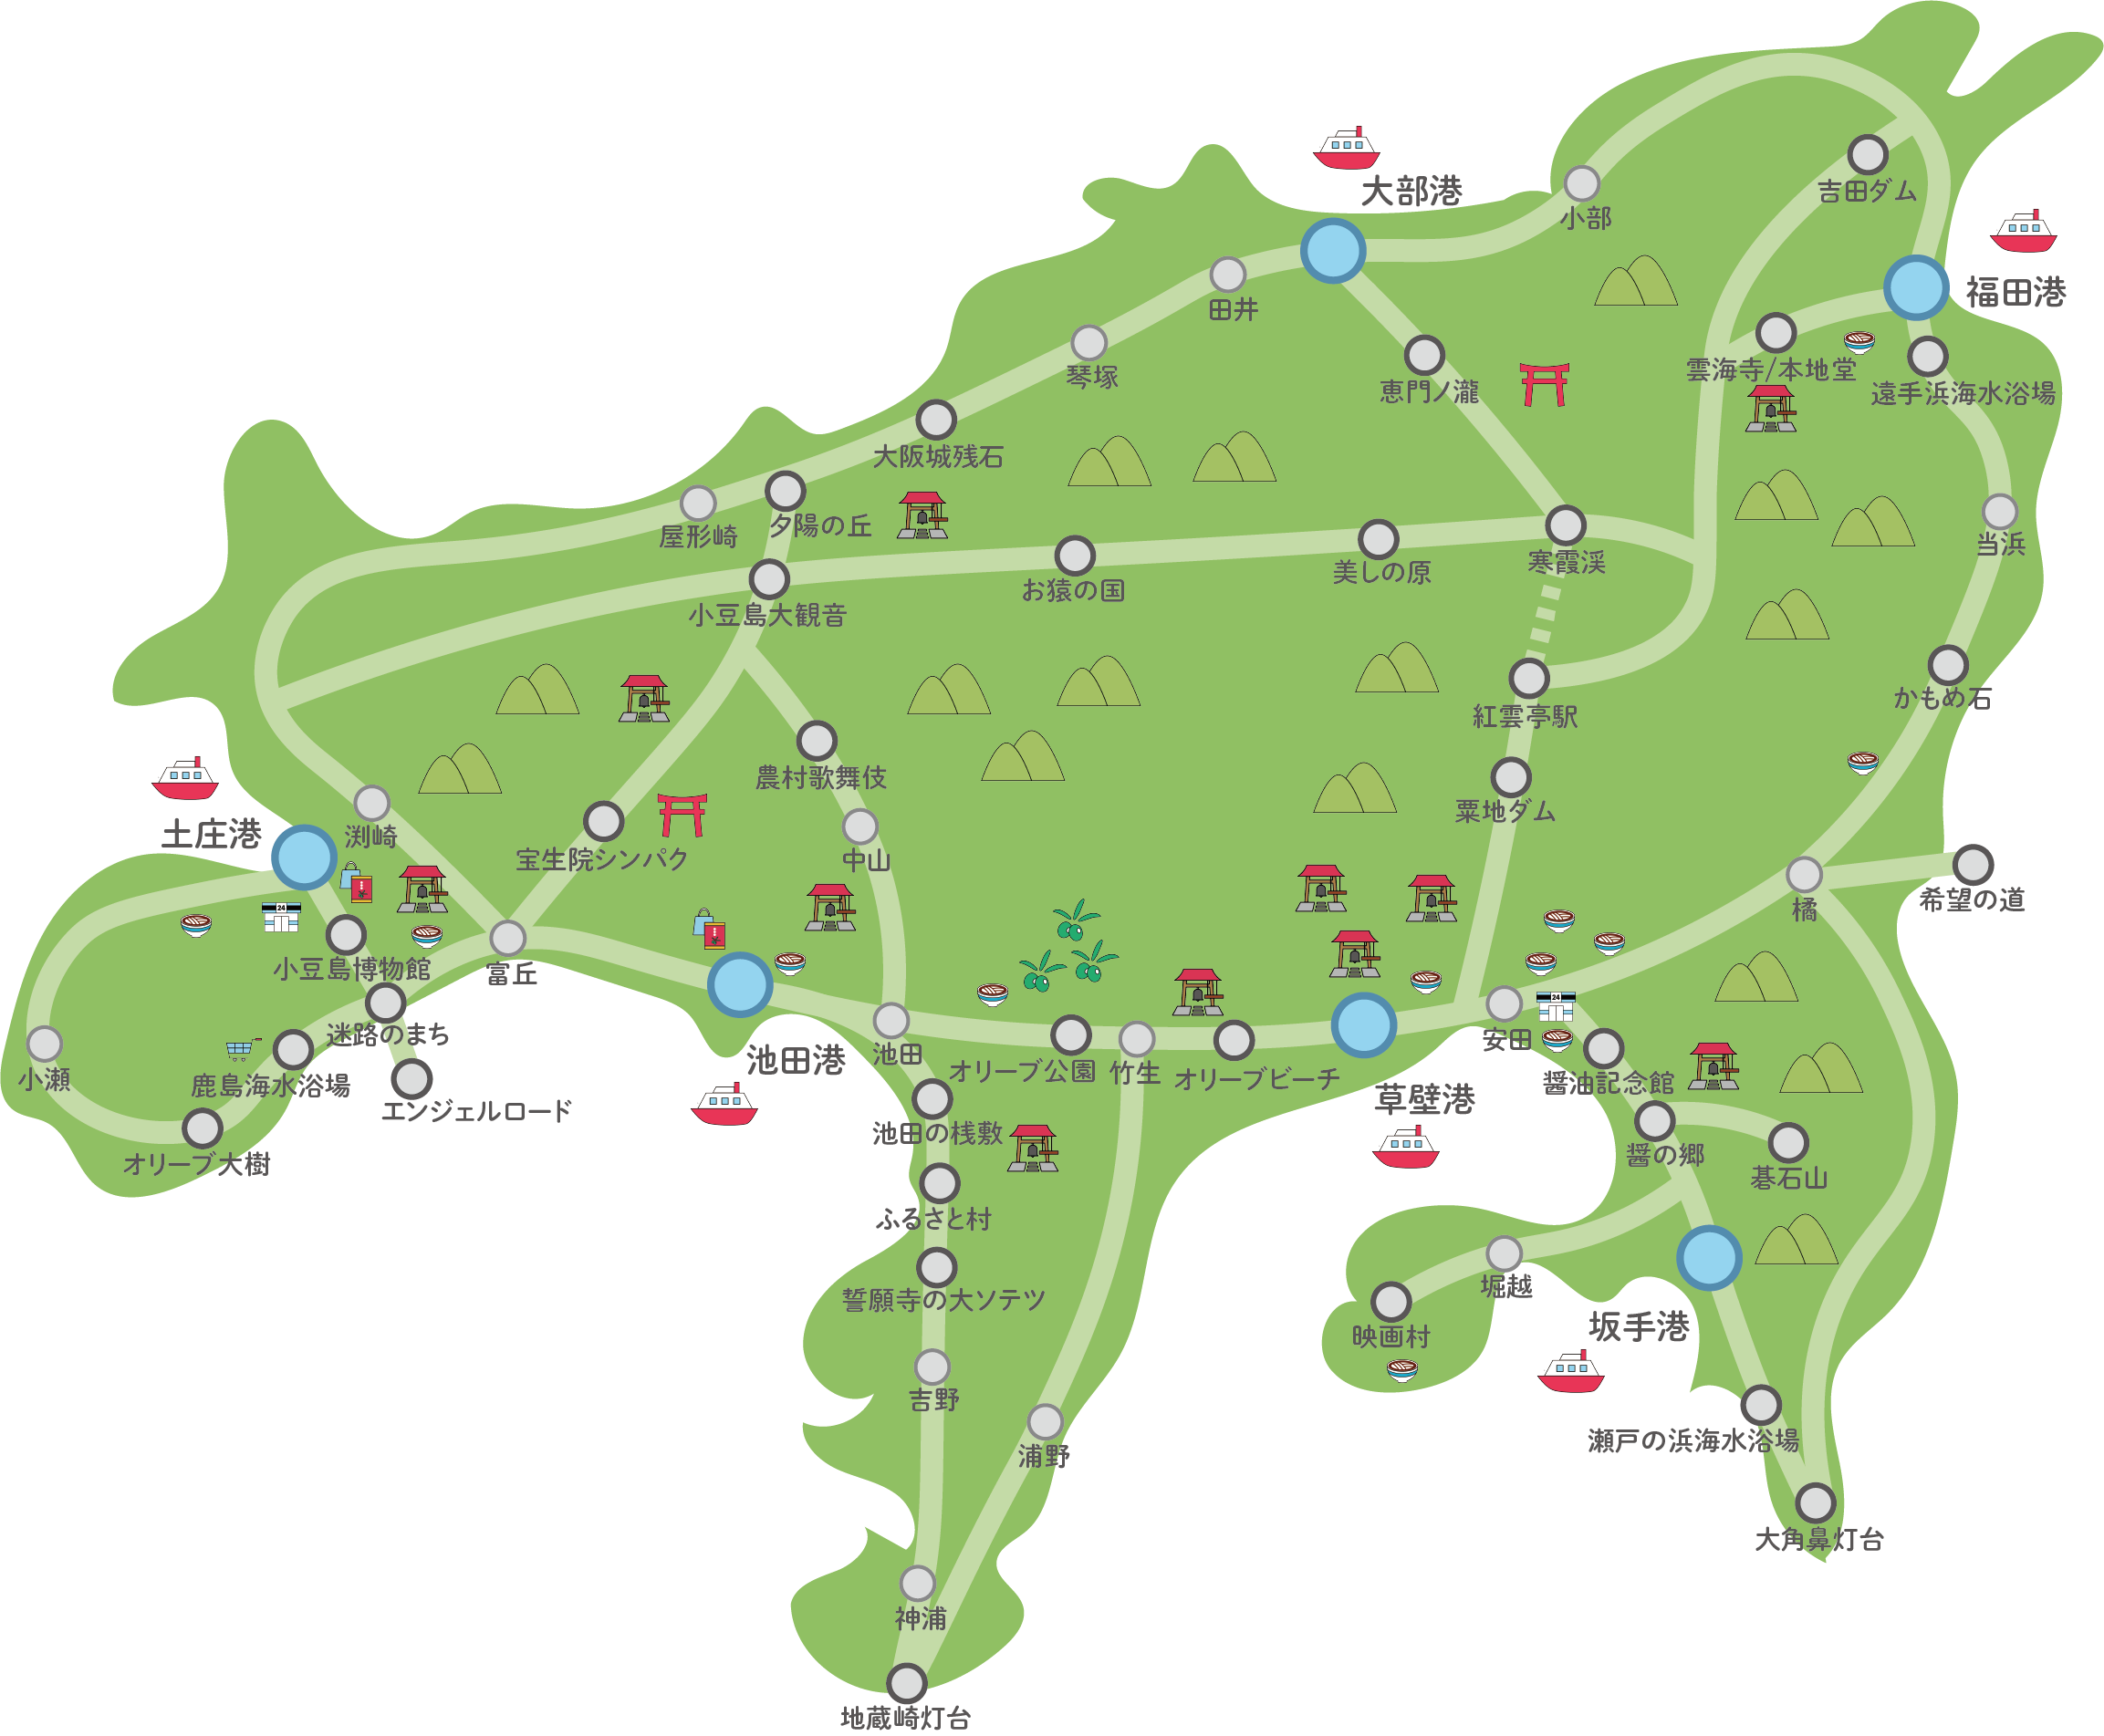 大部港
小部
吉田ダム
福田港
田井
琴塚
恵門ノ瀧
雲海寺/本地堂
遠手浜海水浴場
大阪城残石
屋形崎
夕陽の丘
当浜
お猿の国
美しの原
寒霞渓
小豆島大観音
かもめ石
紅雲亭駅
農村歌舞伎
粟地ダム
土庄港
渕崎
宝生院シンパク
中山
希望の道
橘
24
小豆島博物館
富丘
迷路のまち
池田港
池田
オリーブ公園
竹生
オリーブビーチ
草壁港
安田
24
醤油記念館
小瀬
鹿島海水浴場
エンジェルロード
オリーブ大樹
池田の桟敷
醤の郷
碁石山
ふるさと村
誓願寺の大ソテツ
堀越
映画村
坂手港
吉野
浦野
瀬戸の浜海水浴場
大角鼻灯台
神浦
地蔵崎灯台